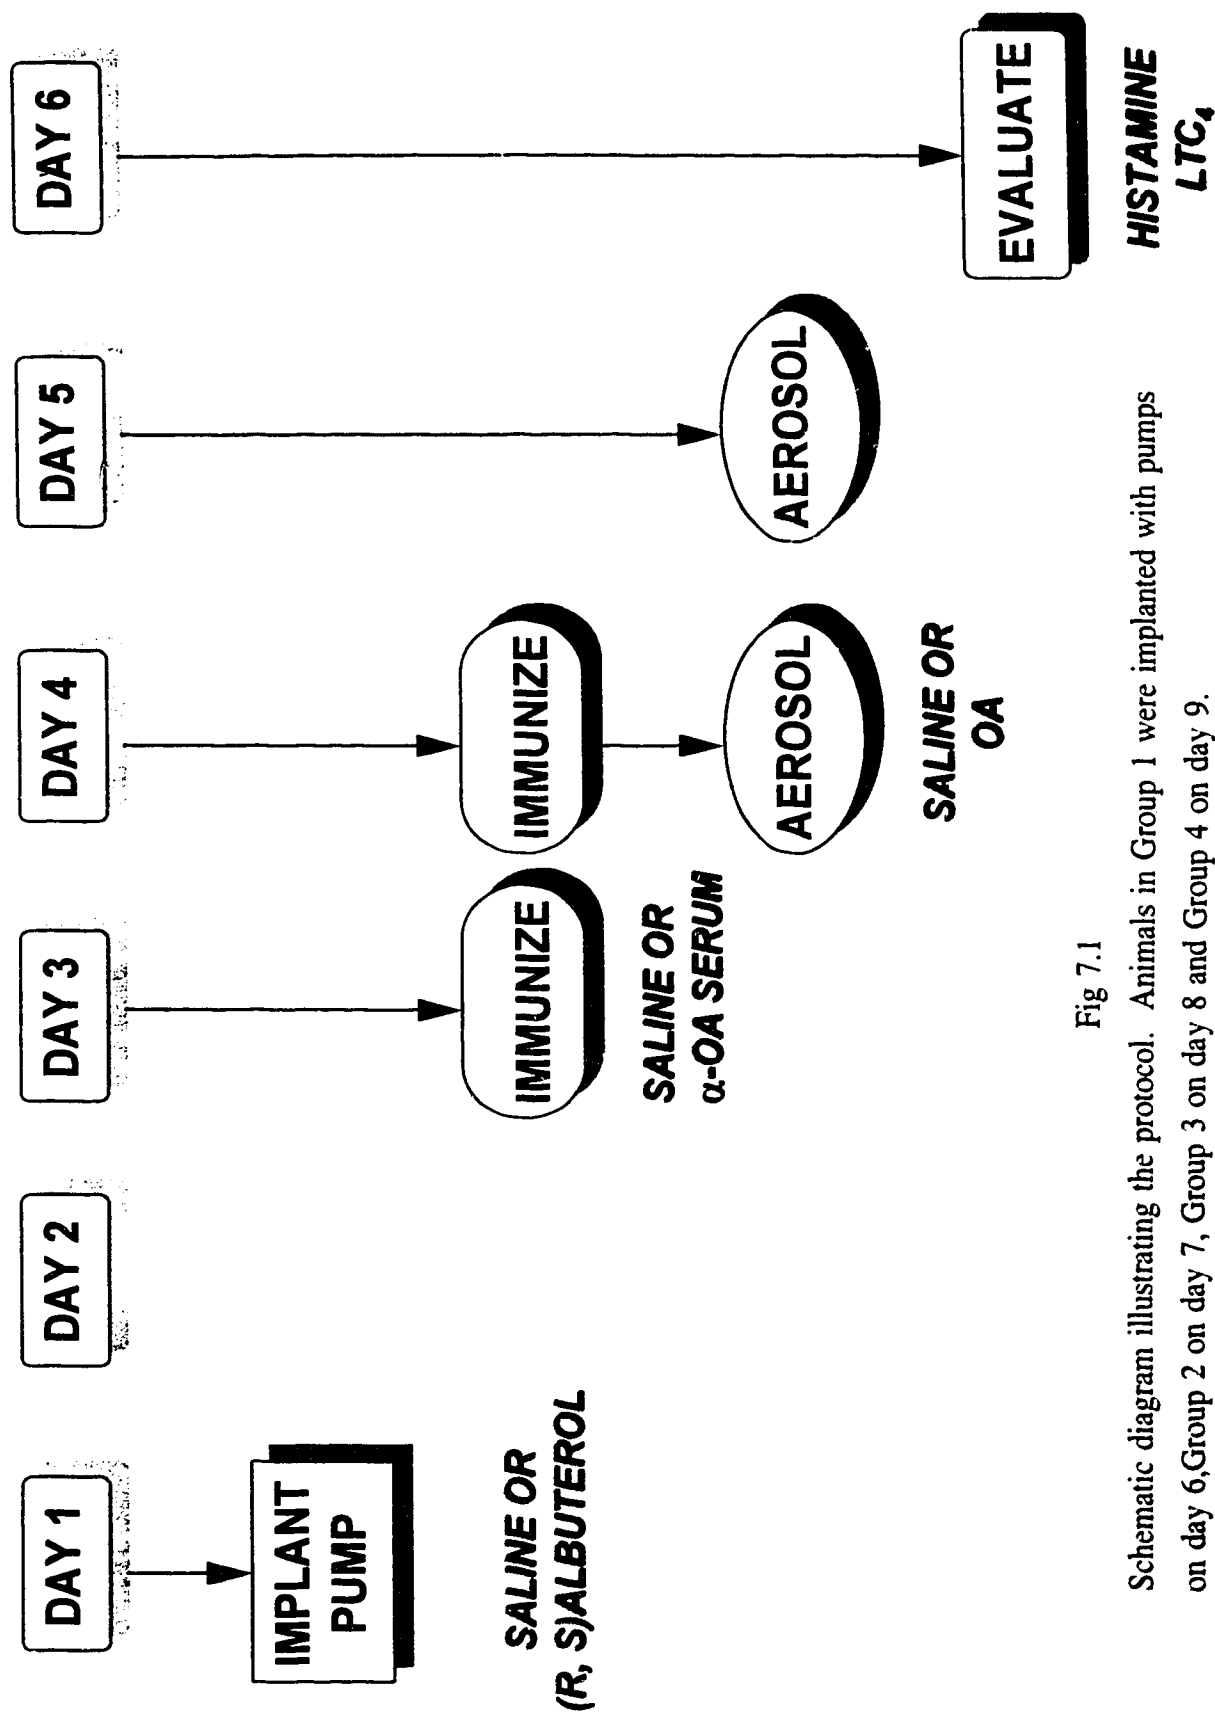 DAY 1
DAY 2
DAY 3
DAY 4
DAY 5
DAY 6
IMPLANT
PUMP
SALINE OR
(R, S)ALBUTEROL
IMMUNIZE
SALINE OR
α-OA SERUM
IMMUNIZE
AEROSOL
SALINE OR
OA
AEROSOL
EVALUATE
HISTAMINE
LTC₄
Fig 7.1
Schematic diagram illustrating the protocol. Animals in Group 1 were implanted with pumps
on day 6,Group 2 on day 7, Group 3 on day 8 and Group 4 on day 9.